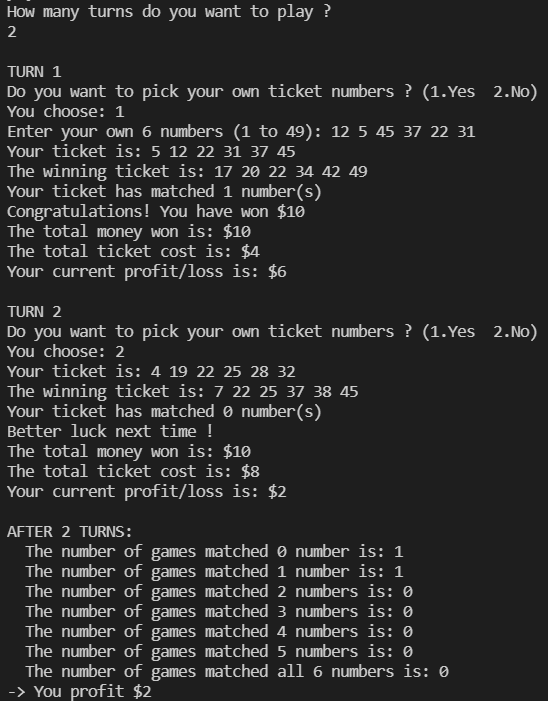 How many turns do you want to play ?
2
TURN 1
Do you want to pick your own ticket numbers ? (1.Yes  2.No)
You choose: 1
Enter your own 6 numbers (1 to 49): 12 5 45 37 22 31
Your ticket is: 5 12 22 31 37 45
The winning ticket is: 17 20 22 34 42 49
Your ticket has matched 1 number(s)
Congratulations! You have won $10
The total money won is: $10
The total ticket cost is: $4
Your current profit/loss is: $6
TURN 2
Do you want to pick your own ticket numbers ? (1.Yes  2.No)
You choose: 2
Your ticket is: 4 19 22 25 28 32
The winning ticket is: 7 22 25 37 38 45
Your ticket has matched 0 number(s)
Better luck next time !
The total money won is: $10
The total ticket cost is: $8
Your current profit/loss is: $2
AFTER 2 TURNS:
  The number of games matched 0 number is: 1
  The number of games matched 1 number is: 1
  The number of games matched 2 numbers is: 0
  The number of games matched 3 numbers is: 0
  The number of games matched 4 numbers is: 0
  The number of games matched 5 numbers is: 0
  The number of games matched all 6 numbers is: 0
-> You profit $2